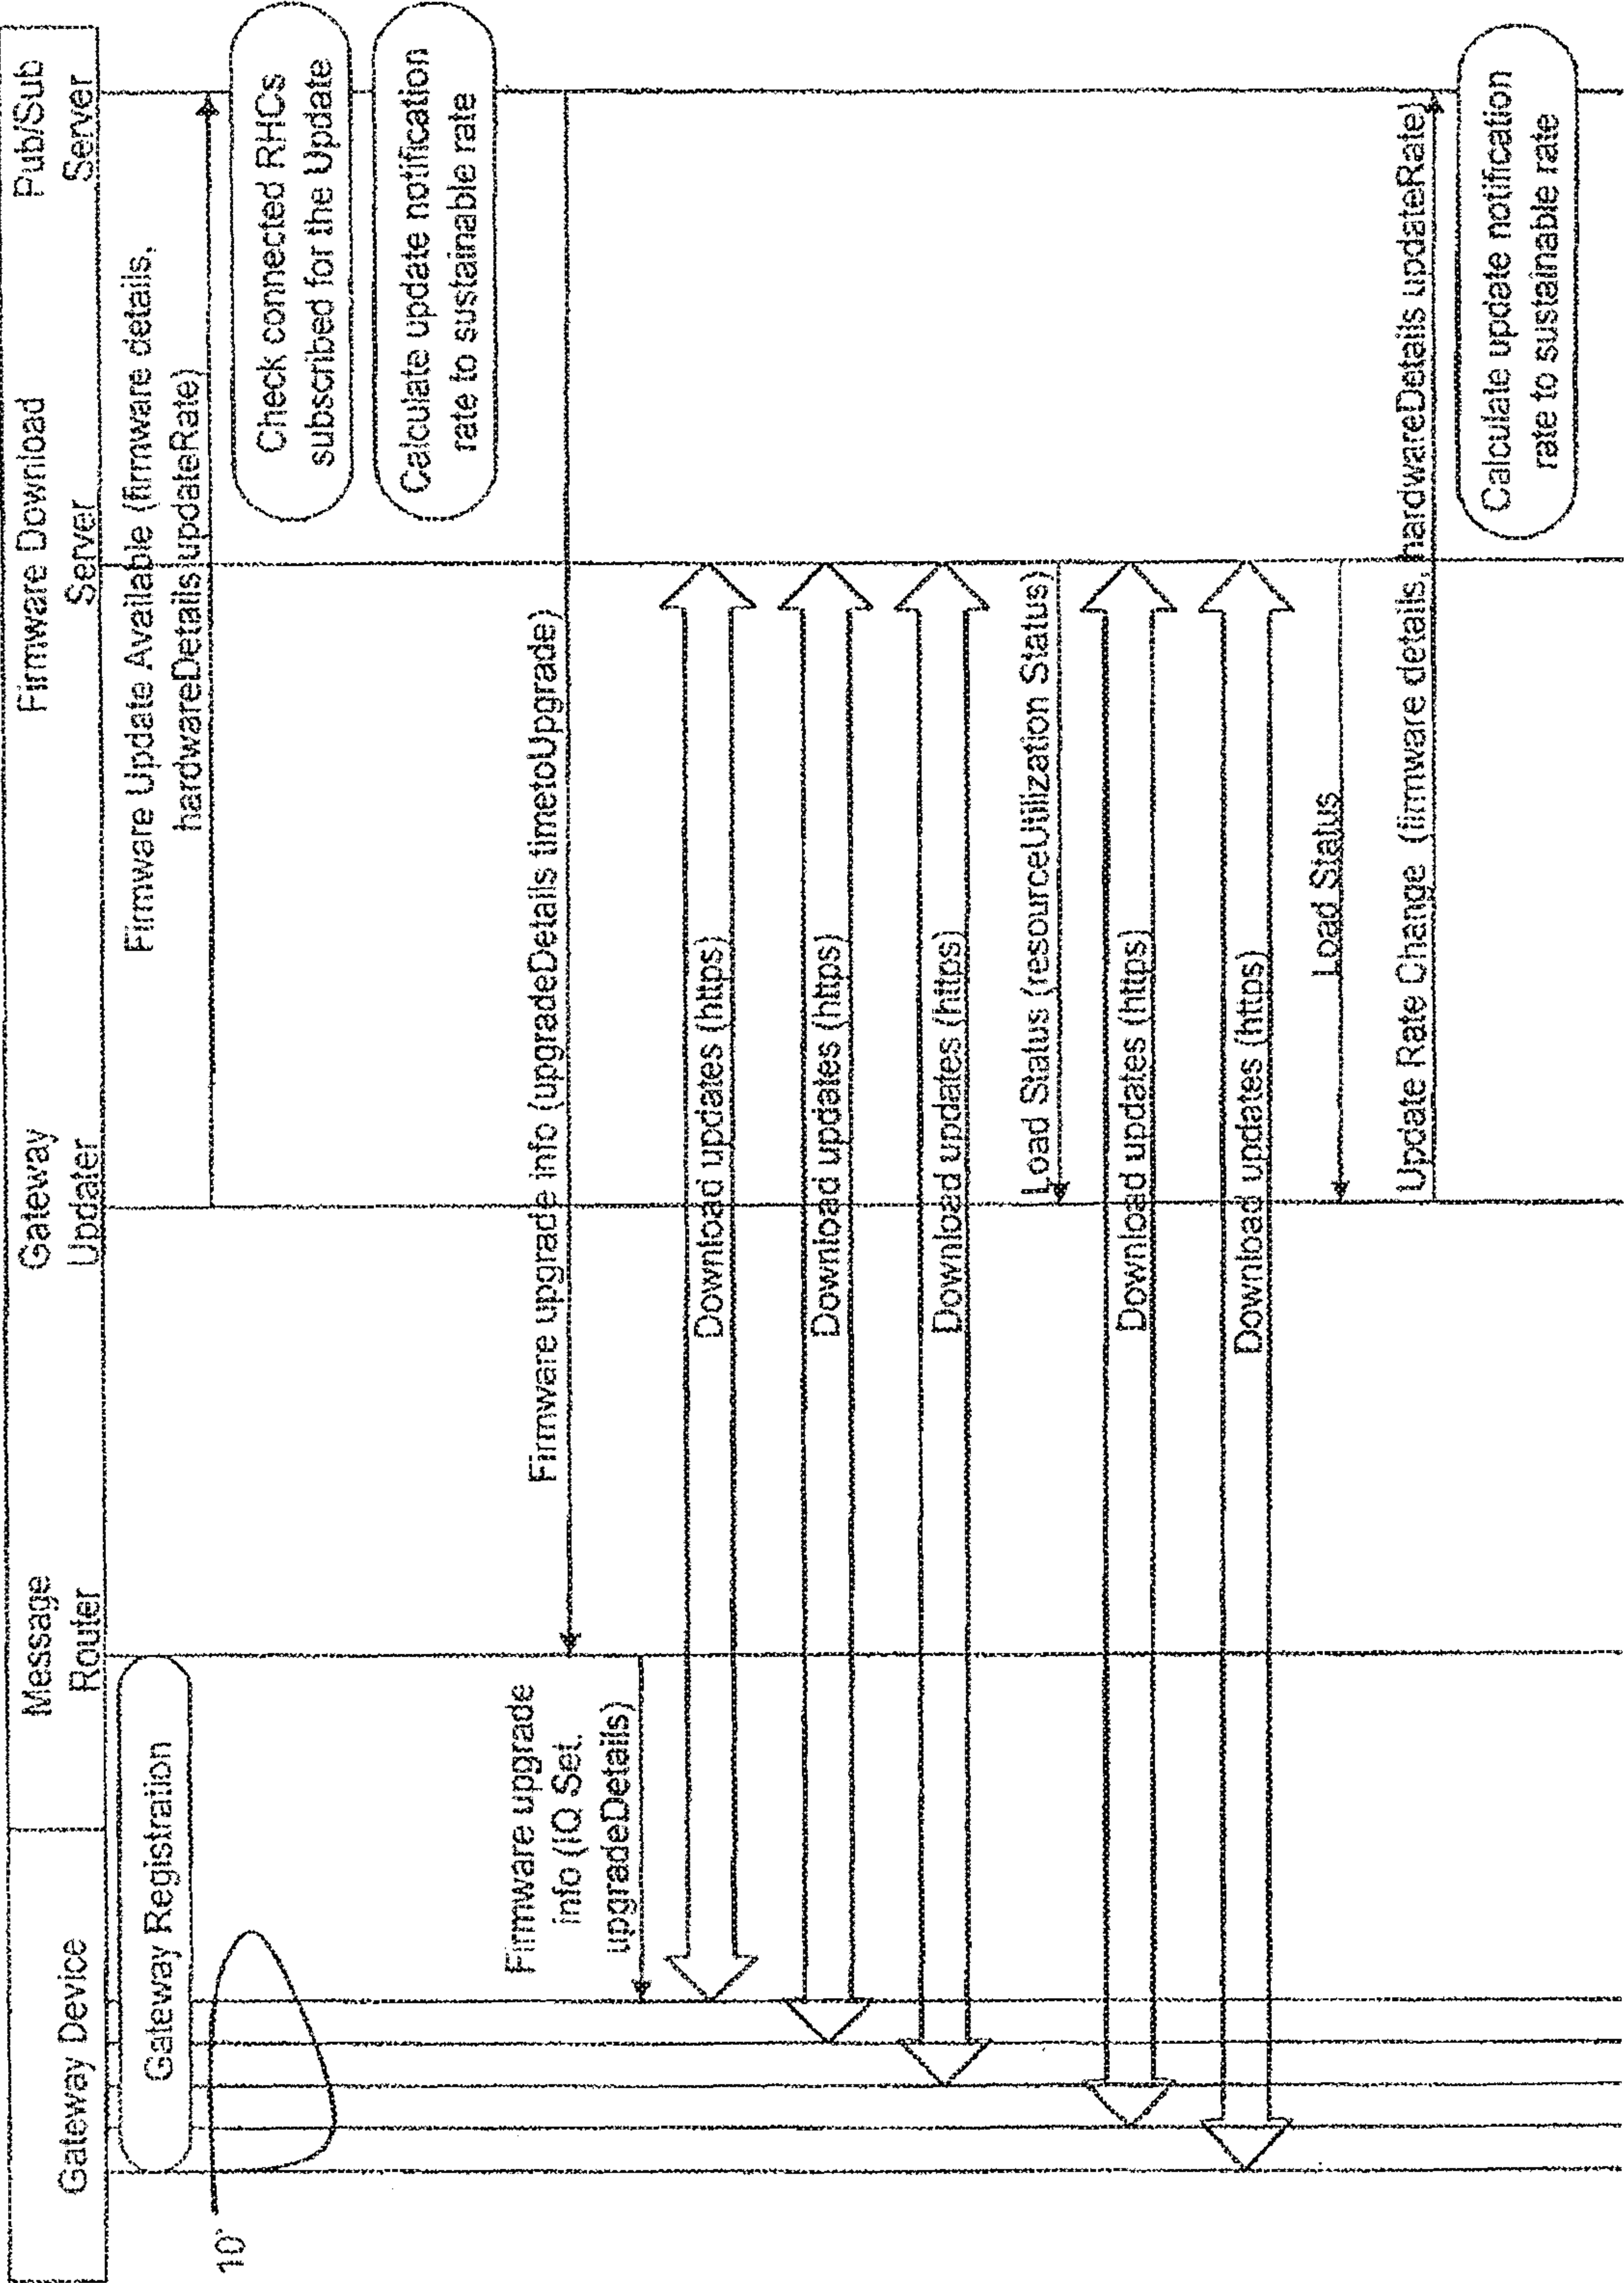 Gateway Device
Message
Router
Gateway
Updater
Firmware Download
Server
Pub/Sub
Server
Gateway Registration
10'
Firmware Update Available (firmware details,
hardwareDetails updateRate)
Check connected RHCs
subscribed for the Update
Calculate update notification
rate to sustainable rate
Firmware upgrade info (upgradeDetails timetoUpgrade)
Firmware upgrade
info (IQ Set.
upgradeDetails)
Download updates (https)
Download updates (https)
Download updates (https)
Load Status (resourceUtilization Status)
Download updates (https)
Download updates (https)
Load Status
Update Rate Change (firmware details, hardwareDetails updateRate)
Calculate update notification
rate to sustainable rate